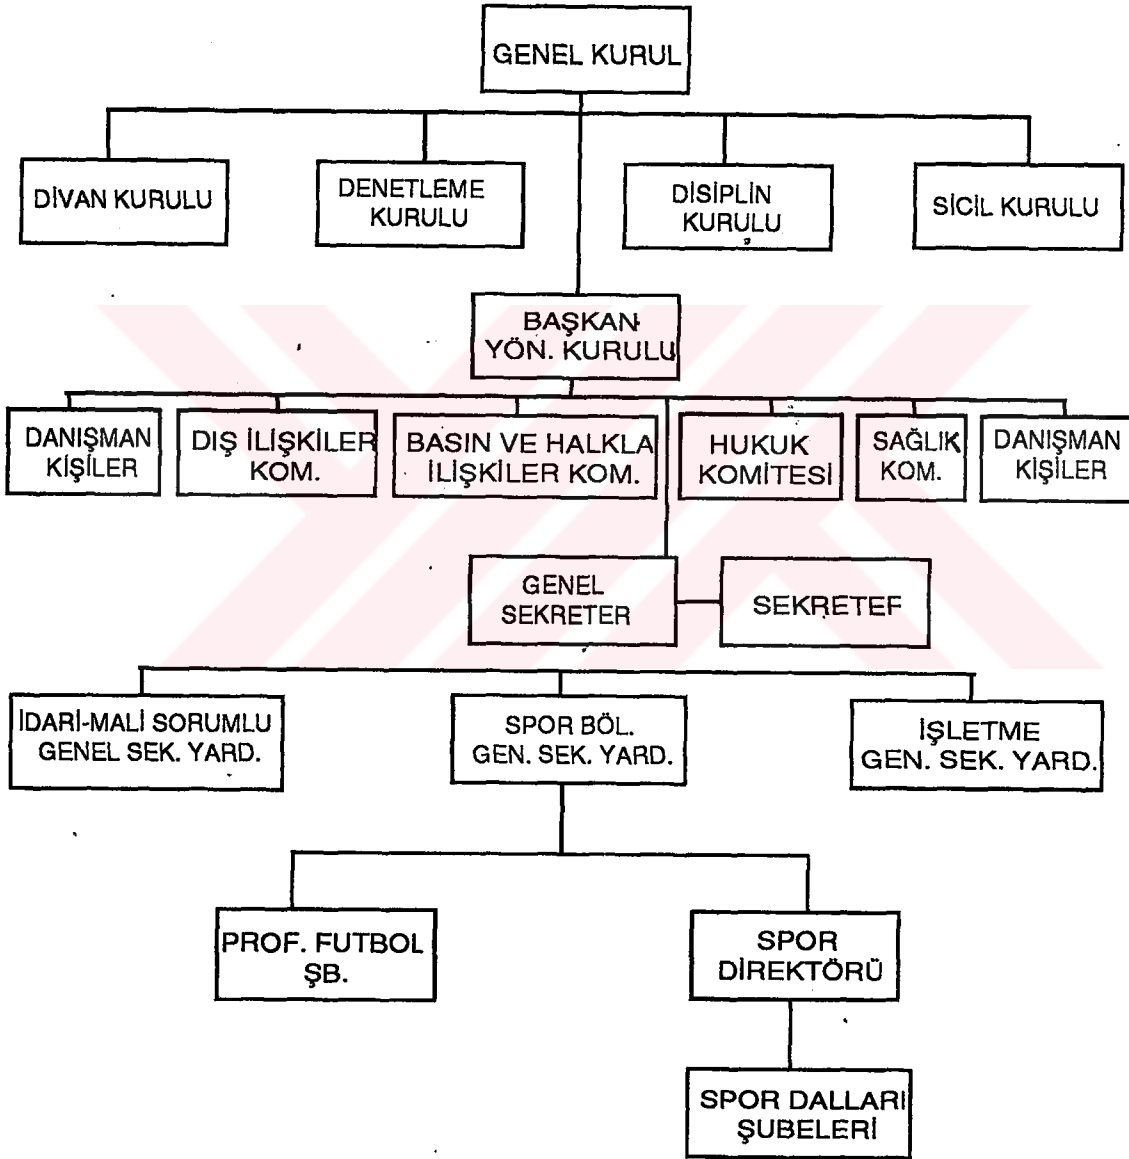 GENEL KURUL
DİVAN KURULU
DENETLEME
KURULU
DISİPLİN
KURULU
SİCİL KURULU
BAŞKAN
YÖN. KURULU
DANIŞMAN
KİŞİLER
DIŞ İLİŞKİLER
KOM.
BASIN VE HALKLA
İLİŞKİLER KOM.
HUKUK
KOMİTESİ
SAĞLIK
KOM.
DANIŞMAN
KİŞİLER
GENEL
SEKRETER
SEKRETEF
İDARİ-MALİ SORUMLU
GENEL SEK. YARD.
SPOR BÖL.
GEN. SEK. YARD.
İŞLETME
GEN. SEK. YARD.
PROF. FUTBOL
ŞB.
SPOR
DİREKTÖRÜ
SPOR DALLARI
ŞUBELERİ